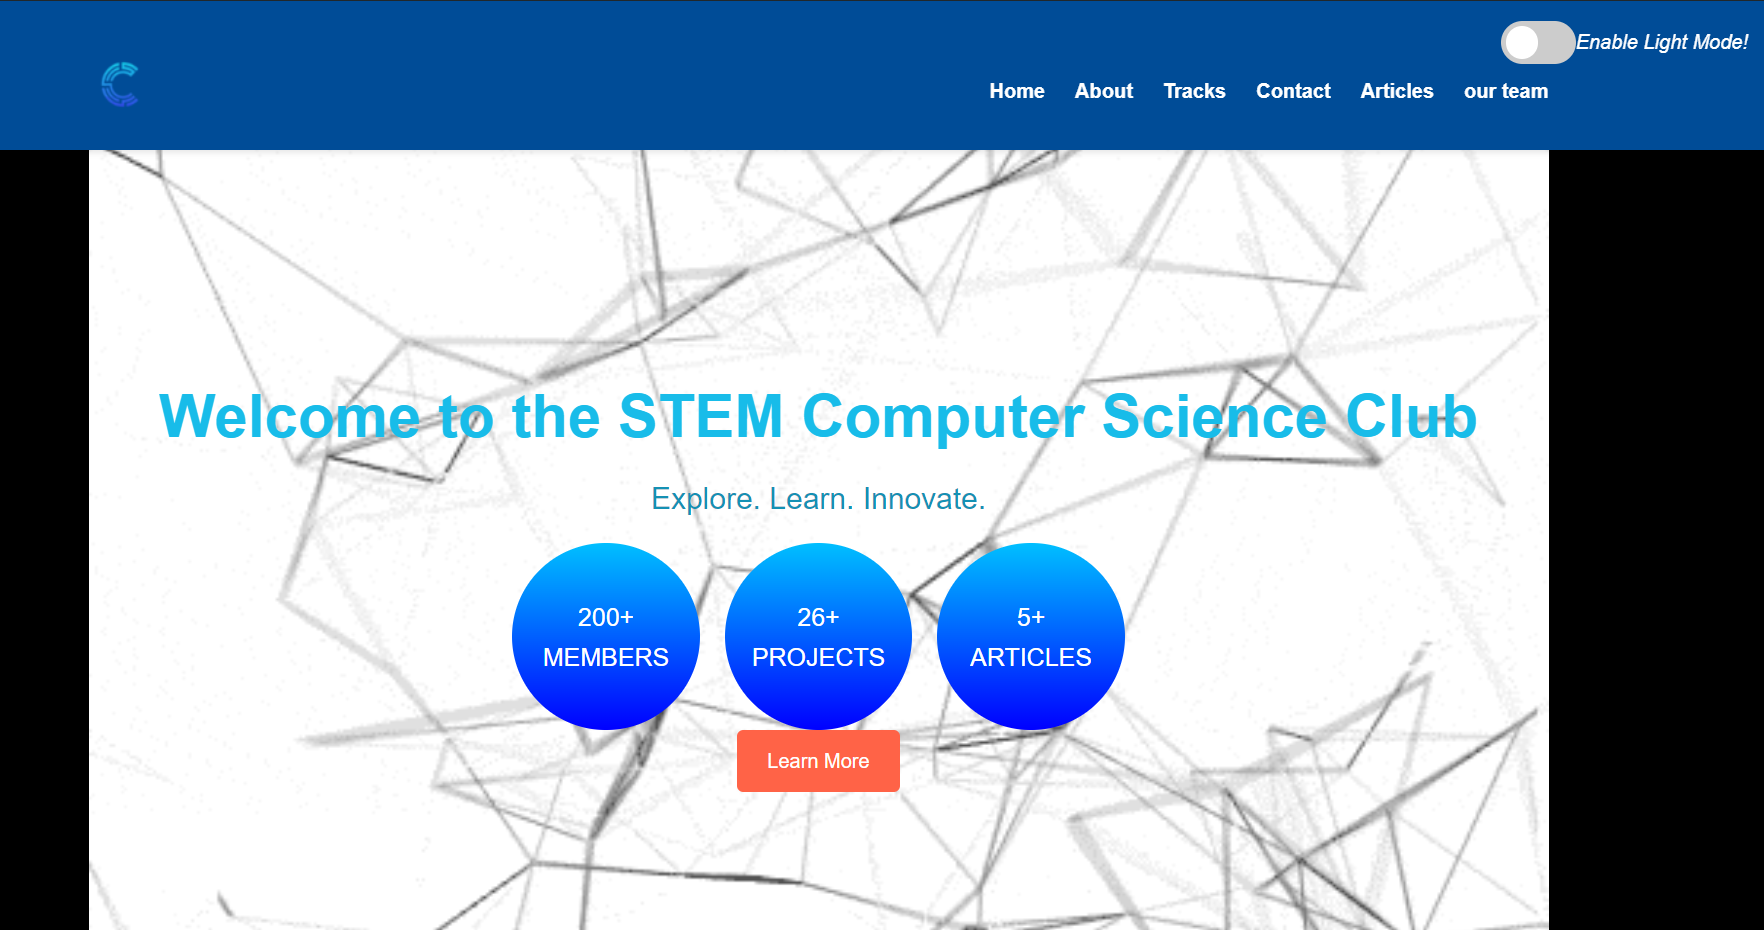 Enable Light Mode!
Home About Tracks Contact Articles our team
Welcome to the STEM Computer Science Club
Explore. Learn. Innovate.
200+
MEMBERS
26+
PROJECTS
5+
ARTICLES
Learn More